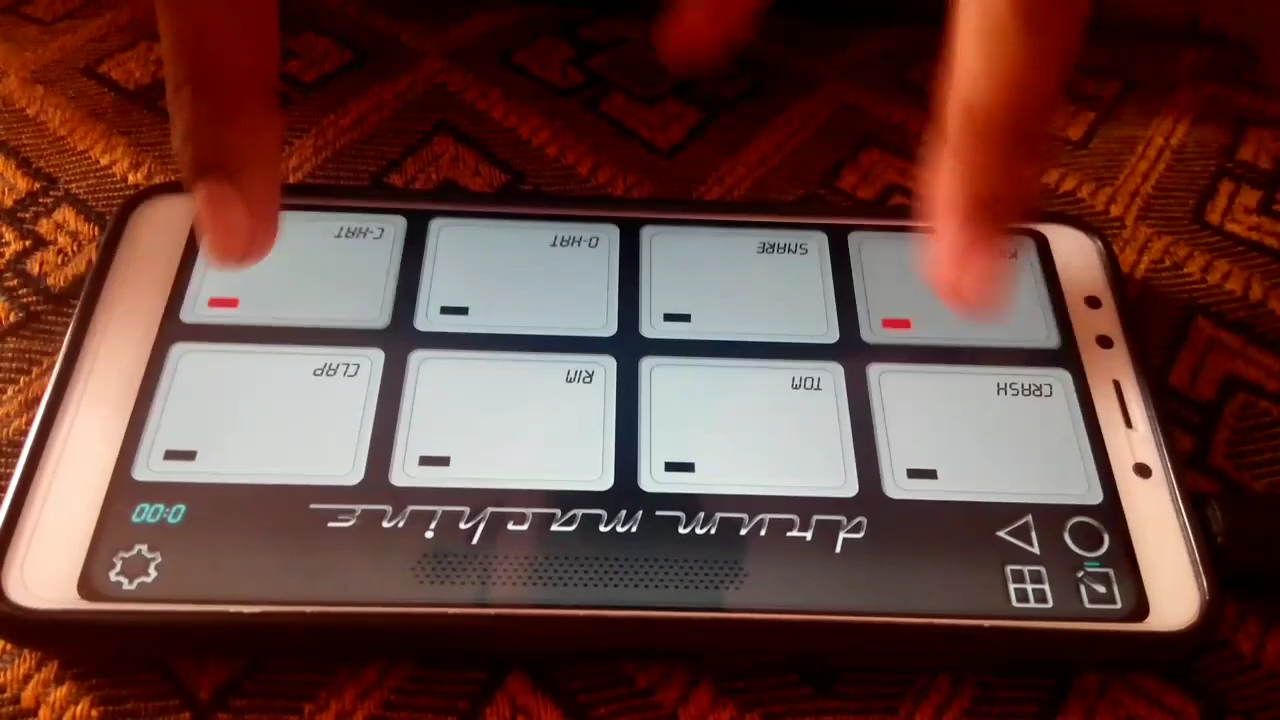 drum machine
0:00
CRASH
TOM
RIM
CLAP
SNARE
O-HAT
C-HAT